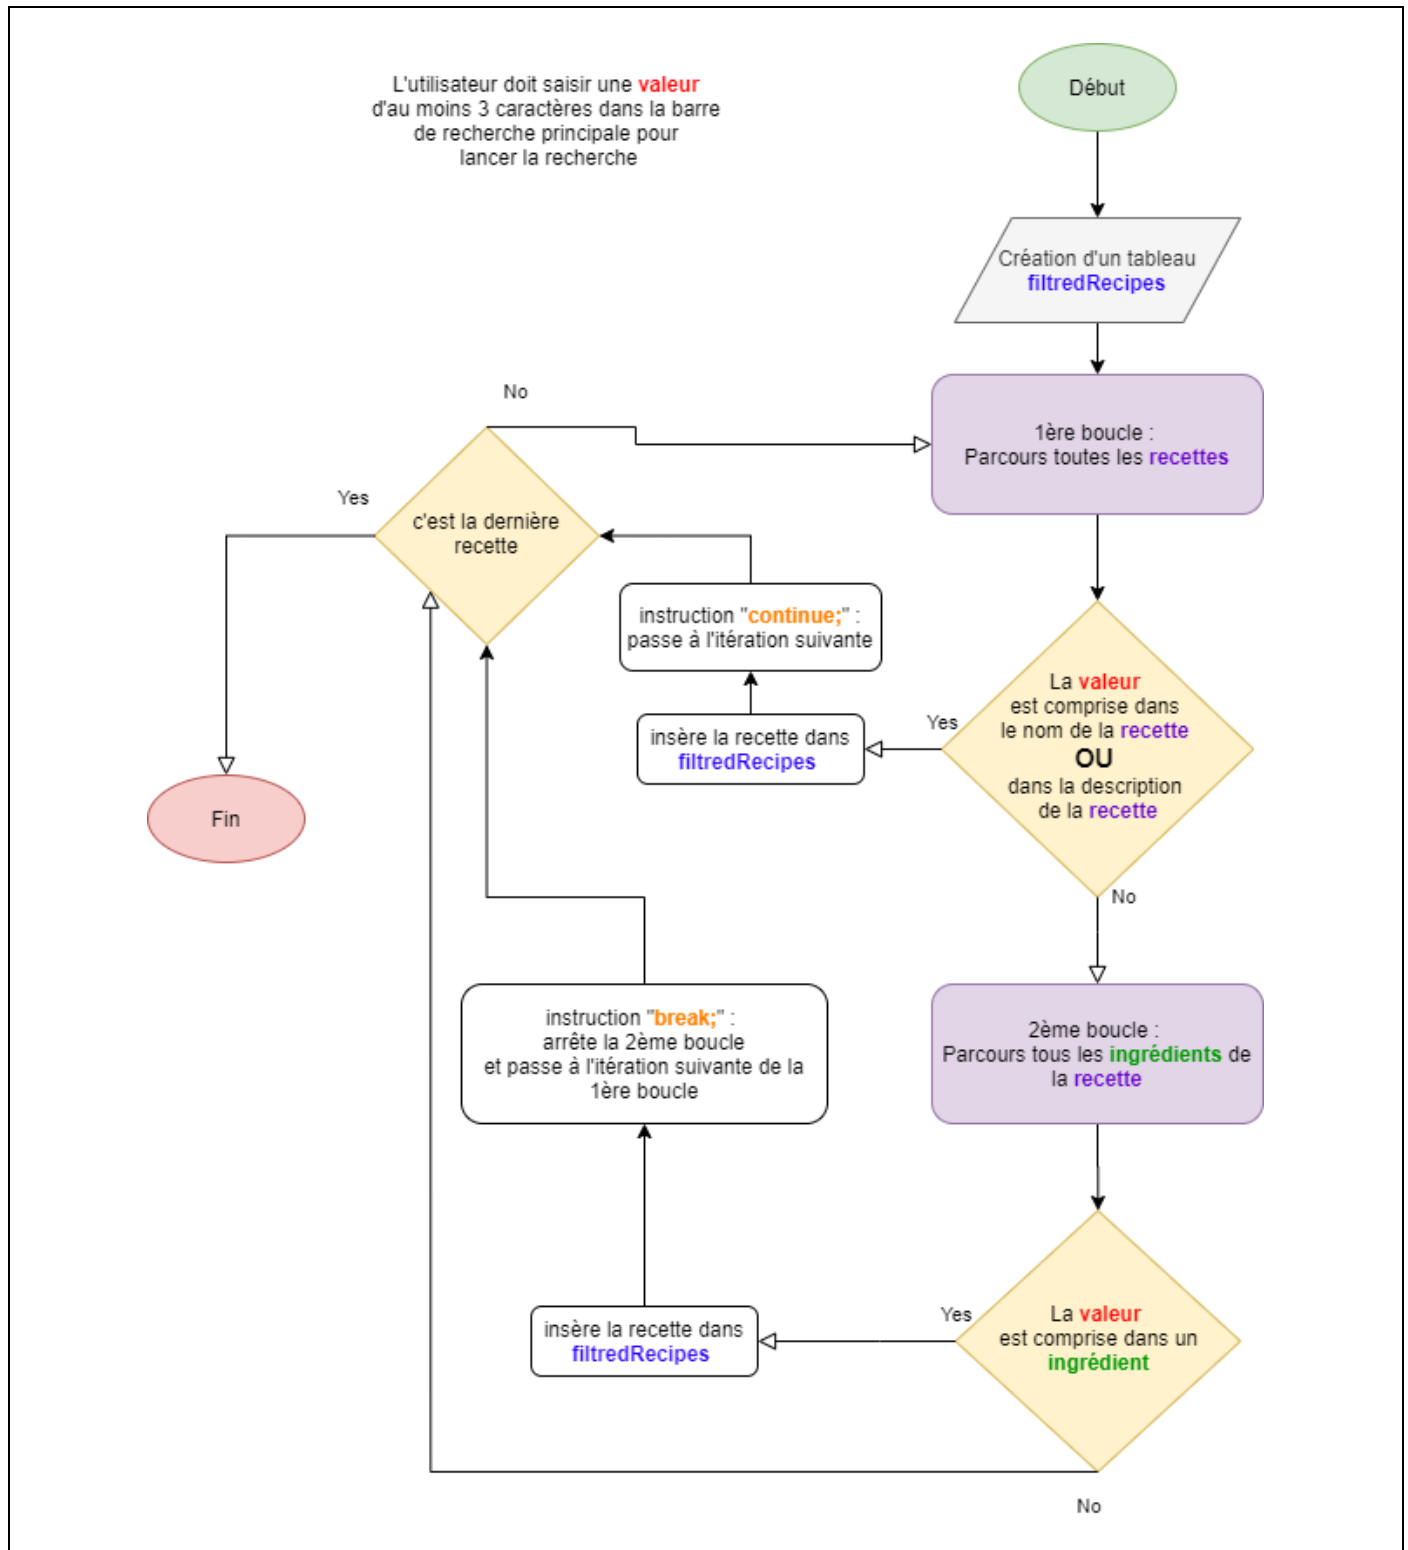 L'utilisateur doit saisir une valeur
d'au moins 3 caractères dans la barre
de recherche principale pour
lancer la recherche
Début
Création d'un tableau
filtredRecipes
No
1ère boucle :
Parcours toutes les recettes
Yes
c'est la dernière
recette
instruction "continue;" :
passe à l'itération suivante
La valeur
est comprise dans
le nom de la recette
OU
dans la description
de la recette
Yes
insère la recette dans
filtredRecipes
Fin
No
instruction "break;" :
arrête la 2ème boucle
et passe à l'itération suivante de la
1ère boucle
2ème boucle :
Parcours tous les ingrédients de
la recette
Yes
La valeur
est comprise dans un
ingrédient
insère la recette dans
filtredRecipes
No